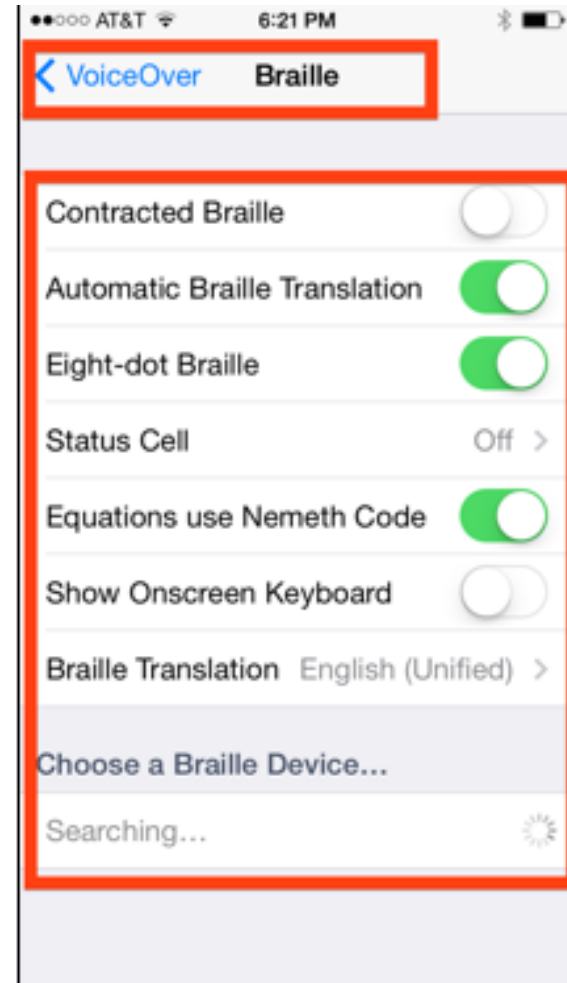 AT&T 6:21 PM
VoiceOver Braille
Contracted Braille
Automatic Braille Translation
Eight-dot Braille
Status Cell Off >
Equations use Nemeth Code
Show Onscreen Keyboard
Braille Translation English (Unified) >
Choose a Braille Device...
Searching...